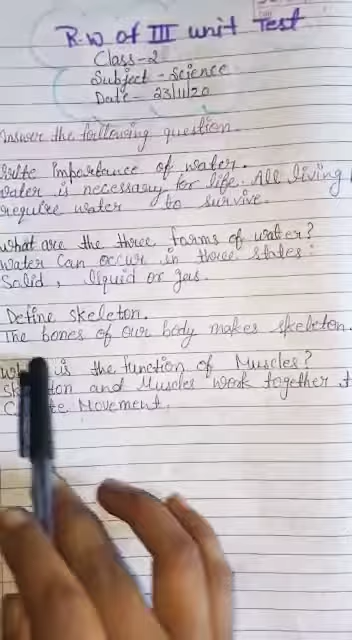 R.W of III unit Test
Class-2
Subject - Science
Date - 23/11/20
Answer the following question.
Write Importance of water.
water is necessary for life. All living
require water to survive.
what are the three forms of water?
Water Can occur in three states:
Solid, liquid or gas.
Define skeleton.
The bones of our body makes skeleton.
is the function of Muscles?
and Muscles work together
Movement.